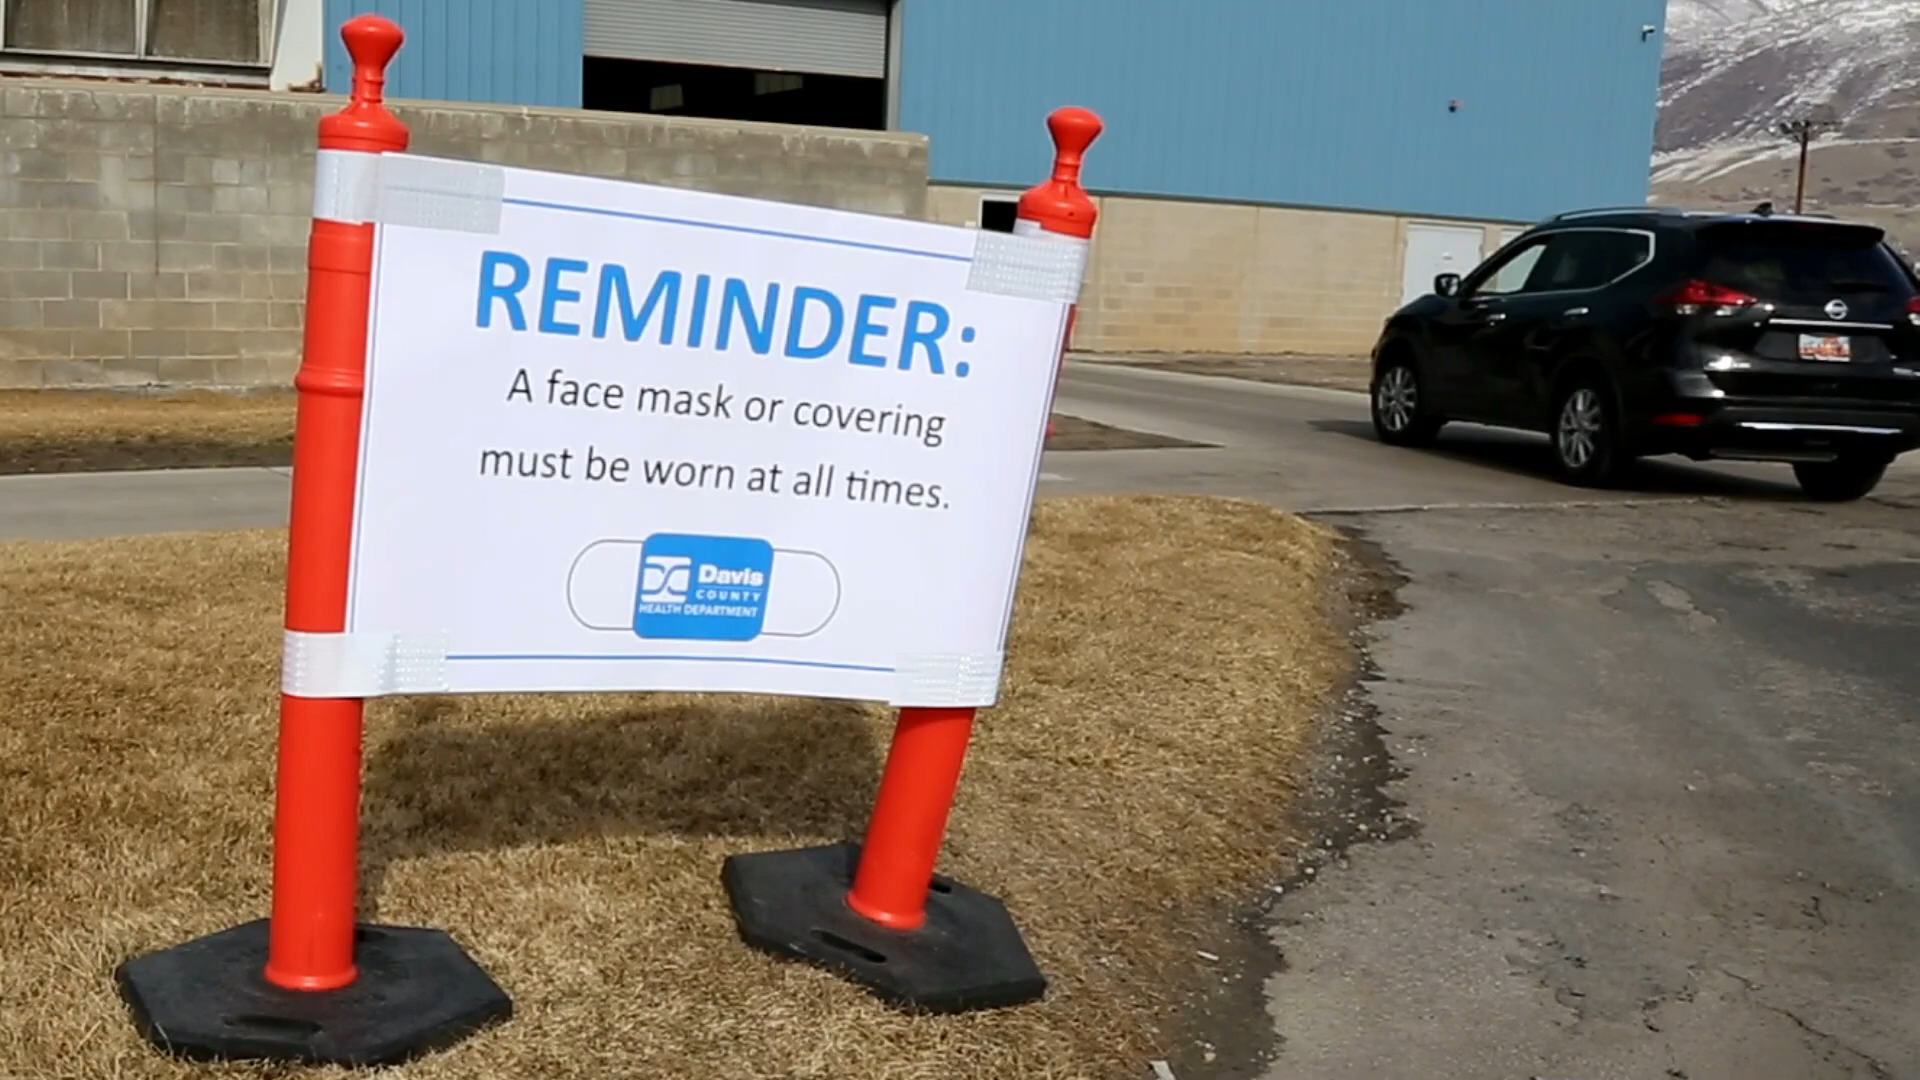 REMINDER:
A face mask or covering
must be worn at all times.
Davis
COUNTY
HEALTH DEPARTMENT